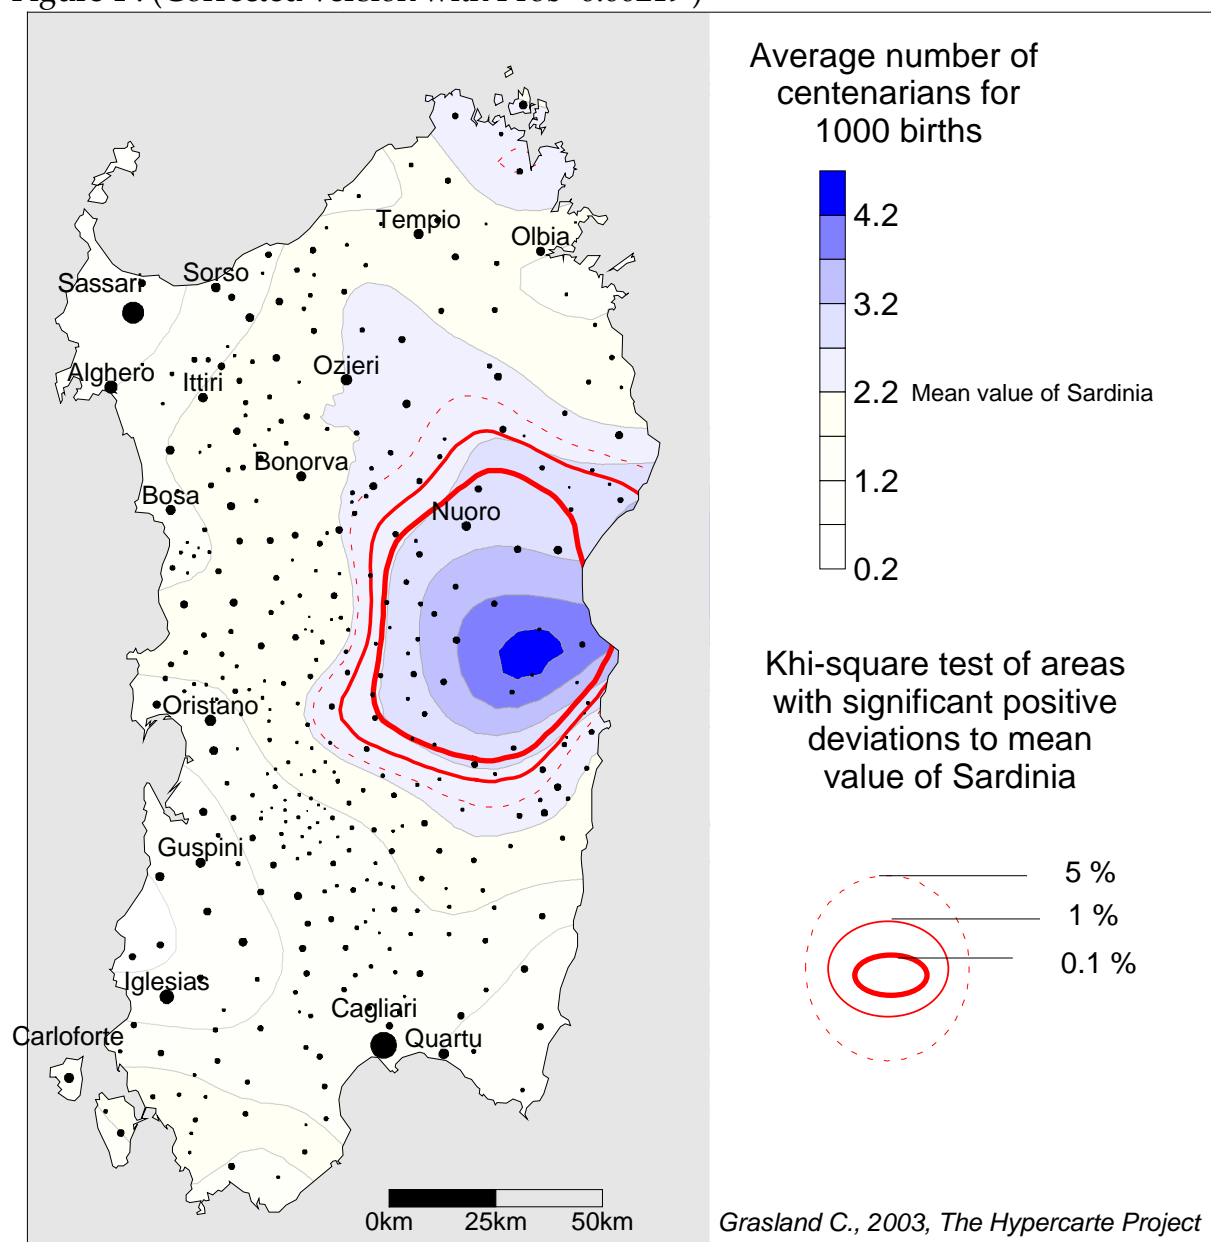 Average number of
centenarians for
1000 births
4.2
3.2
2.2 Mean value of Sardinia
1.2
0.2
Khi-square test of areas
with significant positive
deviations to mean
value of Sardinia
5 %
1 %
0.1 %
Tempio
Olbia
Sassari
Sorso
Alghero
Ittiri
Ozieri
Bonorva
Bosa
Nuoro
Oristano
Guspini
Iglesias
Cagliari
Quartu
Carloforte
0km 25km 50km
Grasland C., 2003, The Hypercarte Project